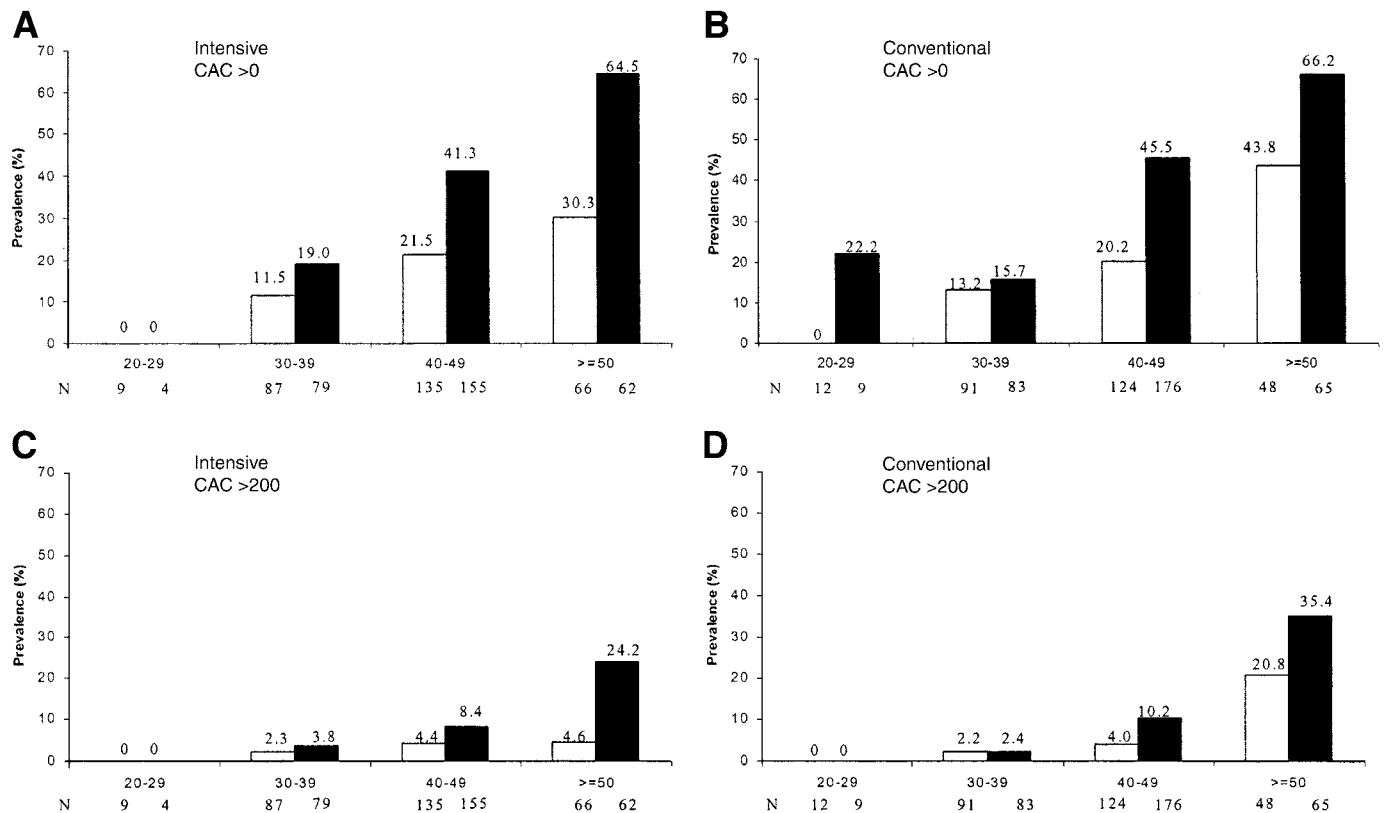 A
Intensive
CAC >0
Prevalence (%)
70
60
50
40
30
20
10
0
0 0
11.5 19.0
21.5 41.3
30.3 64.5
20-29 30-39 40-49 >=50
N 9 4 87 79 135 155 66 62
B
Conventional
CAC >0
Prevalence (%)
70
60
50
40
30
20
10
0
0 22.2
13.2 15.7
20.2 45.5
43.8 66.2
20-29 30-39 40-49 >=50
N 12 9 91 83 124 176 48 65
C
Intensive
CAC >200
Prevalence (%)
70
60
50
40
30
20
10
0
0 0
2.3 3.8
4.4 8.4
4.6 24.2
20-29 30-39 40-49 >=50
N 9 4 87 79 135 155 66 62
D
Conventional
CAC >200
Prevalence (%)
70
60
50
40
30
20
10
0
0 0
2.2 2.4
4.0 10.2
20.8 35.4
20-29 30-39 40-49 >=50
N 12 9 91 83 124 176 48 65